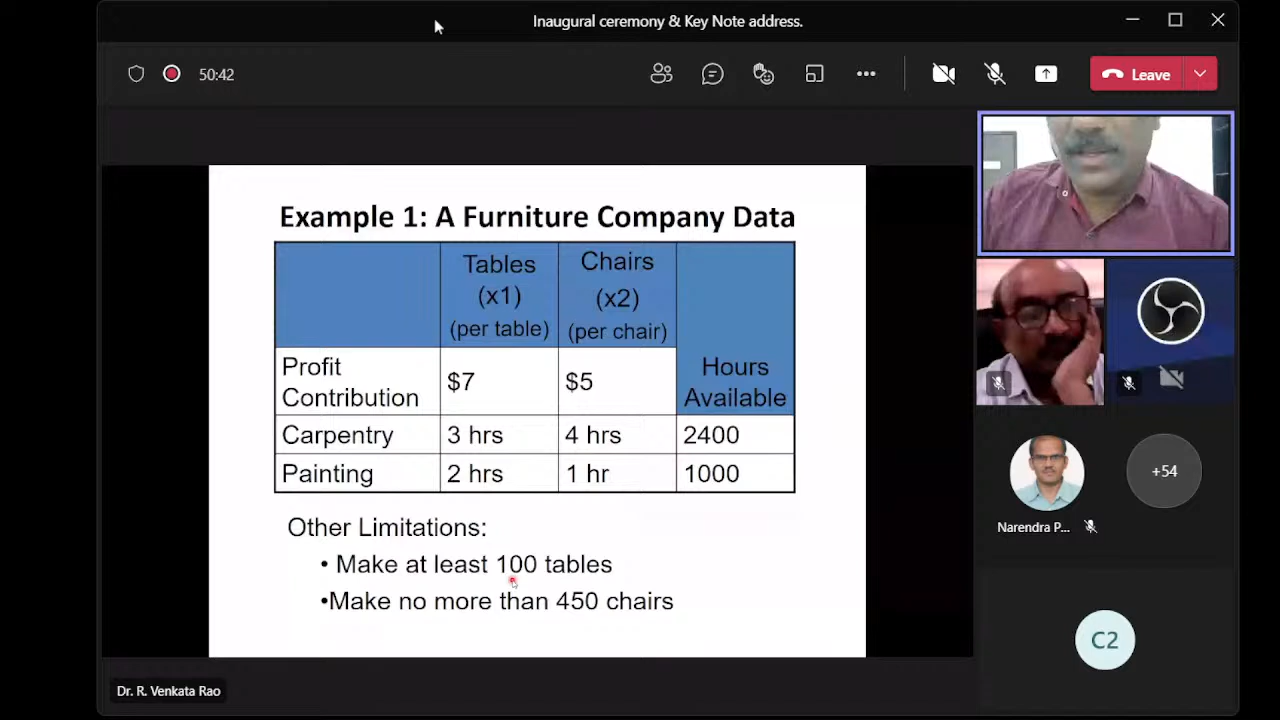 Inaugural ceremony & Key Note address.
50:42
Leave
Example 1: A Furniture Company Data
Tables
(x1)
(per table)
Chairs
(x2)
(per chair)
Hours
Available
Profit
Contribution
$7
$5
Carpentry
3 hrs
4 hrs
2400
Painting
2 hrs
1 hr
1000
Other Limitations:
• Make at least 100 tables
•Make no more than 450 chairs
Narendra P...
+54
C2
Dr. R. Venkata Rao